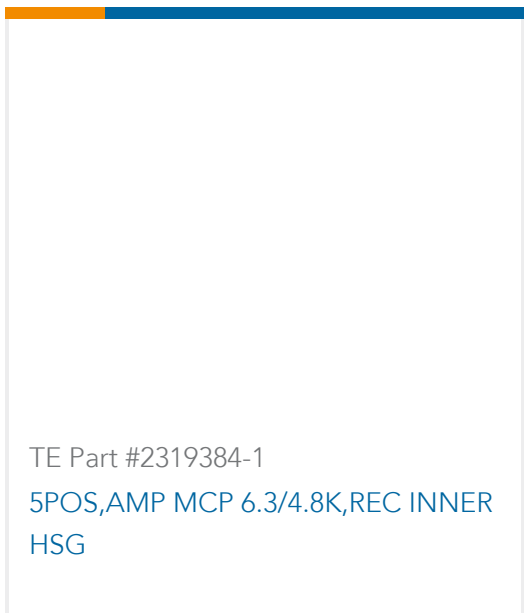 TE Part #2319384-1
5POS,AMP MCP 6.3/4.8K,REC INNER
HSG